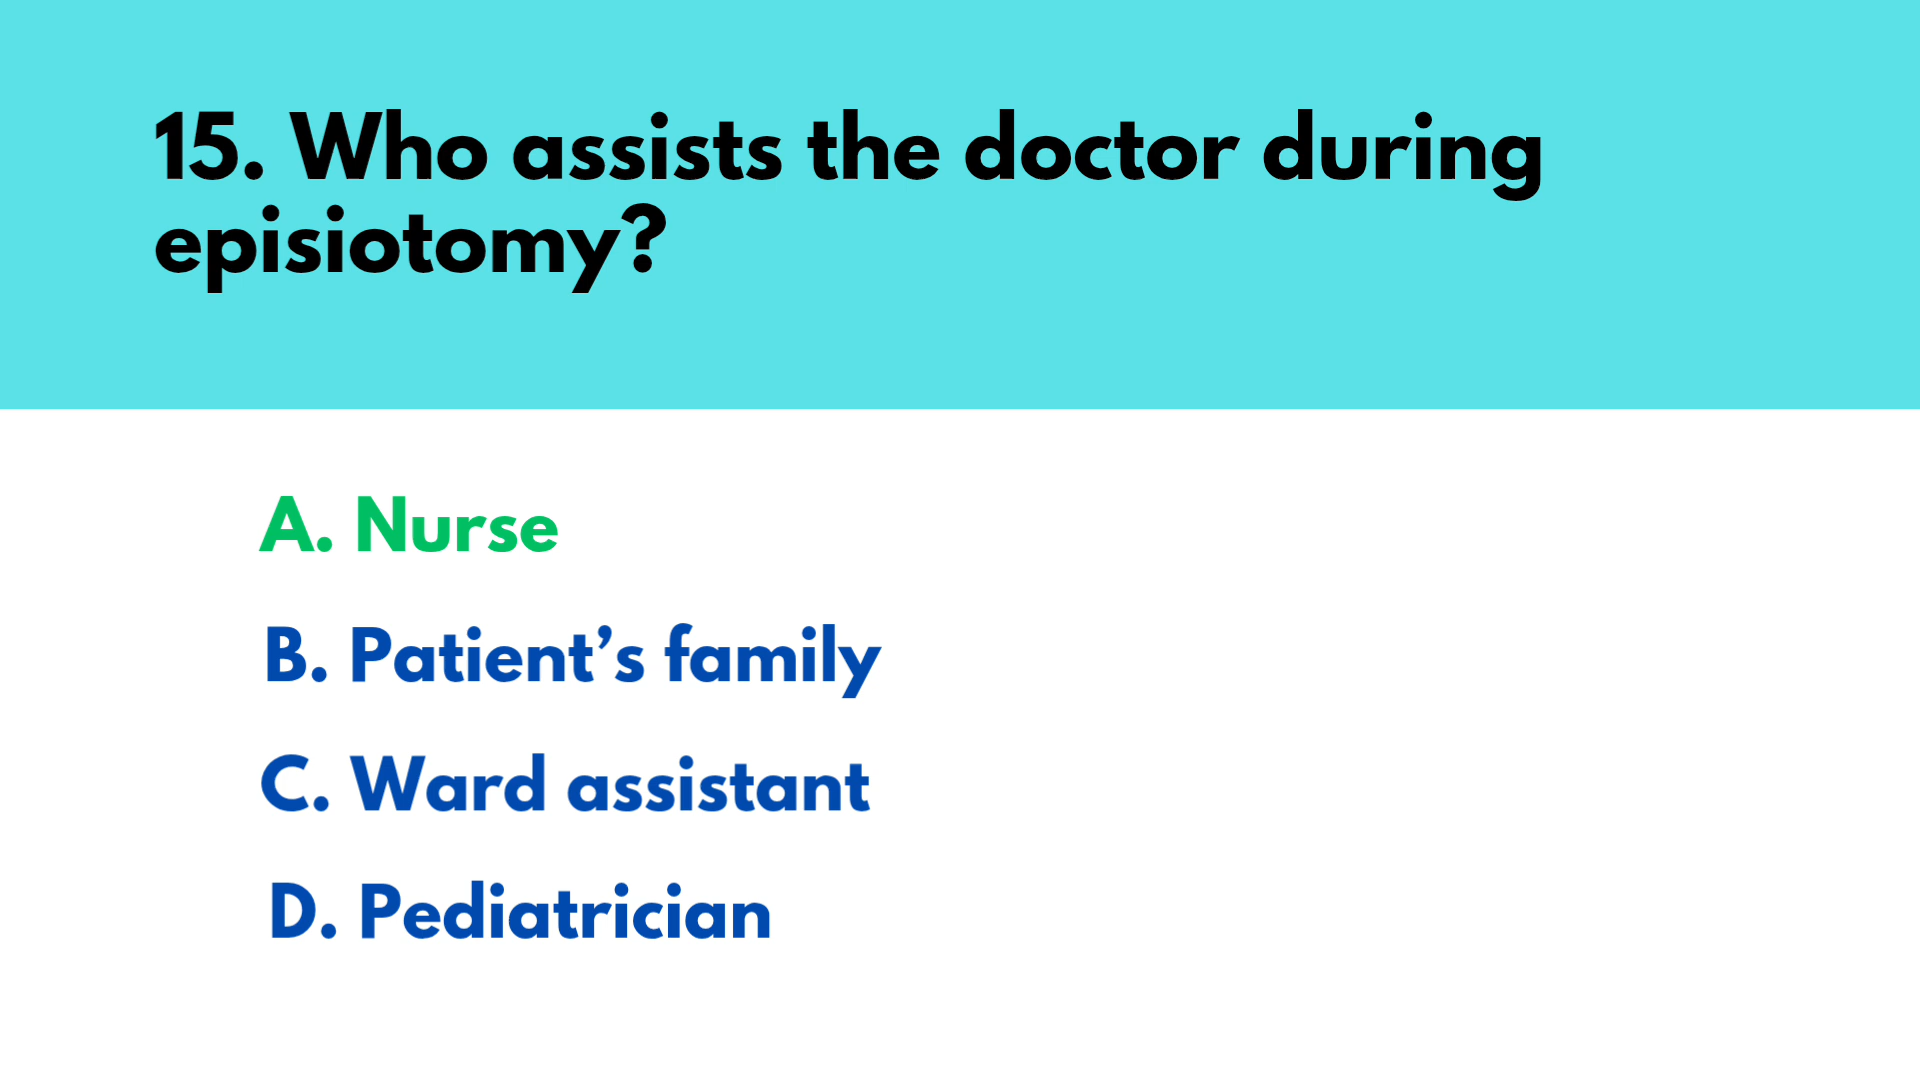 15. Who assists the doctor during
episiotomy?
A. Nurse
B. Patient’s family
C. Ward assistant
D. Pediatrician